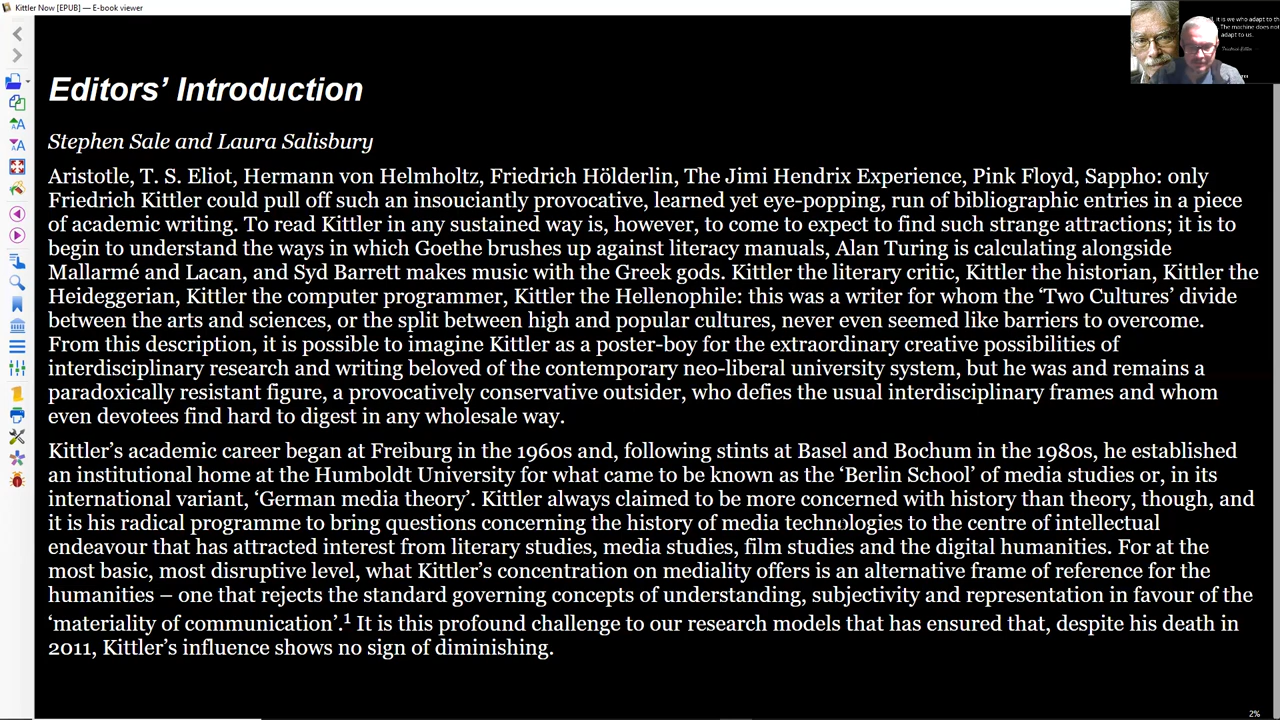 Kittler Now [EPUB] — E-book viewer
it is we who adapt to th
The machine does not
adapt to us.
Editors’ Introduction
Stephen Sale and Laura Salisbury
Aristotle, T. S. Eliot, Hermann von Helmholtz, Friedrich Hölderlin, The Jimi Hendrix Experience, Pink Floyd, Sappho: only
Friedrich Kittler could pull off such an insouciantly provocative, learned yet eye-popping, run of bibliographic entries in a piece
of academic writing. To read Kittler in any sustained way is, however, to come to expect to find such strange attractions; it is to
begin to understand the ways in which Goethe brushes up against literacy manuals, Alan Turing is calculating alongside
Mallarmé and Lacan, and Syd Barrett makes music with the Greek gods. Kittler the literary critic, Kittler the historian, Kittler the
Heideggerian, Kittler the computer programmer, Kittler the Hellenophile: this was a writer for whom the ‘Two Cultures’ divide
between the arts and sciences, or the split between high and popular cultures, never even seemed like barriers to overcome.
From this description, it is possible to imagine Kittler as a poster-boy for the extraordinary creative possibilities of
interdisciplinary research and writing beloved of the contemporary neo-liberal university system, but he was and remains a
paradoxically resistant figure, a provocatively conservative outsider, who defies the usual interdisciplinary frames and whom
even devotees find hard to digest in any wholesale way.
Kittler’s academic career began at Freiburg in the 1960s and, following stints at Basel and Bochum in the 1980s, he established
an institutional home at the Humboldt University for what came to be known as the ‘Berlin School’ of media studies or, in its
international variant, ‘German media theory’. Kittler always claimed to be more concerned with history than theory, though, and
it is his radical programme to bring questions concerning the history of media technologies to the centre of intellectual
endeavour that has attracted interest from literary studies, media studies, film studies and the digital humanities. For at the
most basic, most disruptive level, what Kittler’s concentration on mediality offers is an alternative frame of reference for the
humanities – one that rejects the standard governing concepts of understanding, subjectivity and representation in favour of the
‘materiality of communication’.¹ It is this profound challenge to our research models that has ensured that, despite his death in
2011, Kittler’s influence shows no sign of diminishing.
2%